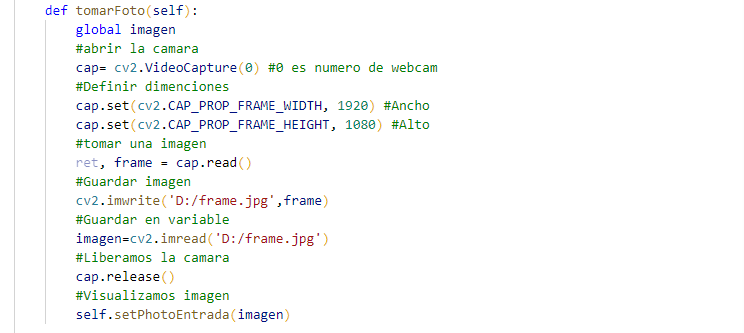 def tomarFoto(self):
global imagen
#abrir la camara
cap= cv2.VideoCapture(0) #0 es numero de webcam
#Definir dimenciones
cap.set(cv2.CAP_PROP_FRAME_WIDTH, 1920) #Ancho
cap.set(cv2.CAP_PROP_FRAME_HEIGHT, 1080) #Alto
#tomar una imagen
ret, frame = cap.read()
#Guardar imagen
cv2.imwrite('D:/frame.jpg',frame)
#Guardar en variable
imagen=cv2.imread('D:/frame.jpg')
#Liberamos la camara
cap.release()
#Visualizamos imagen
self.setPhotoEntrada(imagen)